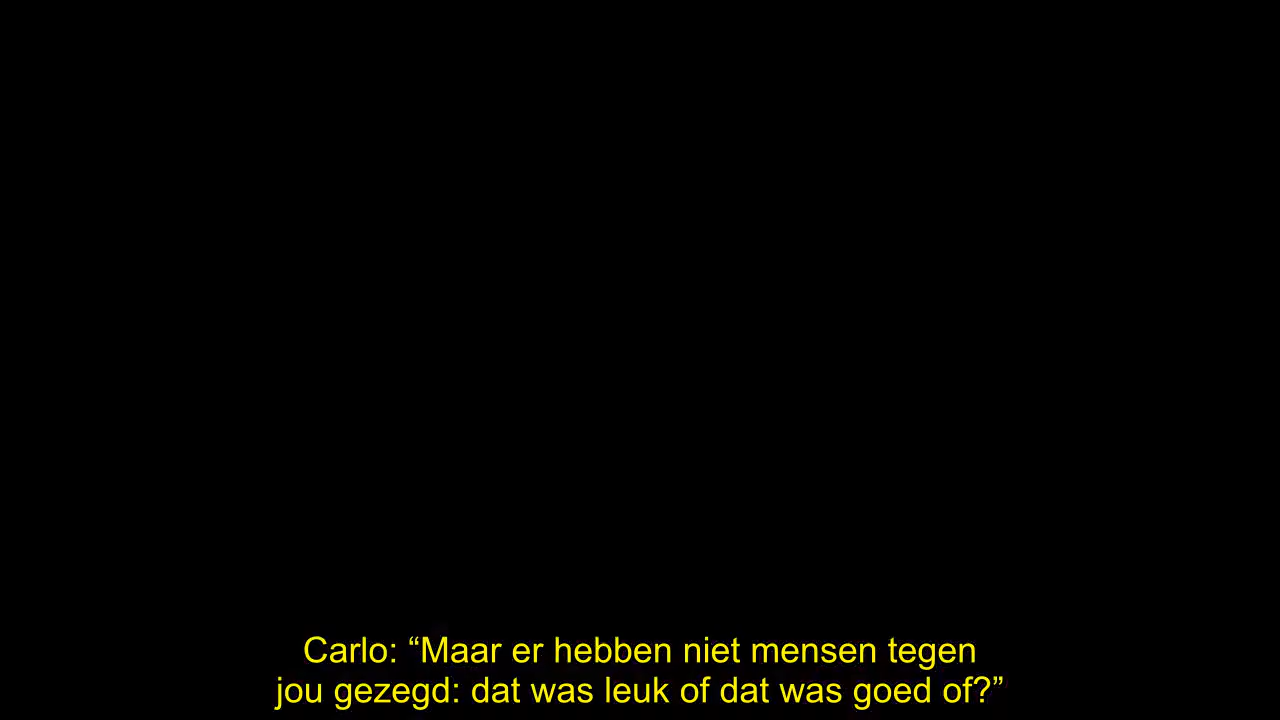 Carlo: “Maar er hebben niet mensen tegen
jou gezegd: dat was leuk of dat was goed of?”